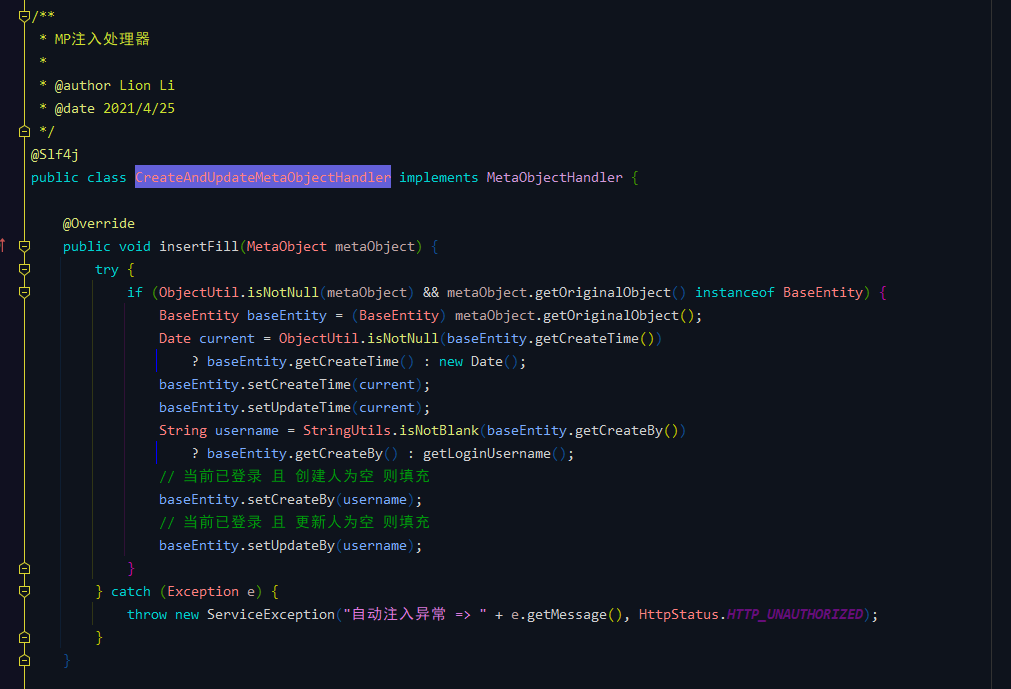 /**
 * MP注入处理器
 *
 * @author Lion Li
 * @date 2021/4/25
 */
@Slf4j
public class CreateAndUpdateMetaObjectHandler implements MetaObjectHandler {
    @Override
    public void insertFill(MetaObject metaObject) {
        try {
            if (ObjectUtil.isNotNull(metaObject) && metaObject.getOriginalObject() instanceof BaseEntity) {
                BaseEntity baseEntity = (BaseEntity) metaObject.getOriginalObject();
                Date current = ObjectUtil.isNotNull(baseEntity.getCreateTime())
                    ? baseEntity.getCreateTime() : new Date();
                baseEntity.setCreateTime(current);
                baseEntity.setUpdateTime(current);
                String username = StringUtils.isNotBlank(baseEntity.getCreateBy())
                    ? baseEntity.getCreateBy() : getLoginUsername();
                // 当前已登录 且 创建人为空 则填充
                baseEntity.setCreateBy(username);
                // 当前已登录 且 更新人为空 则填充
                baseEntity.setUpdateBy(username);
            }
        } catch (Exception e) {
            throw new ServiceException("自动注入异常 => " + e.getMessage(), HttpStatus.HTTP_UNAUTHORIZED);
        }
    }